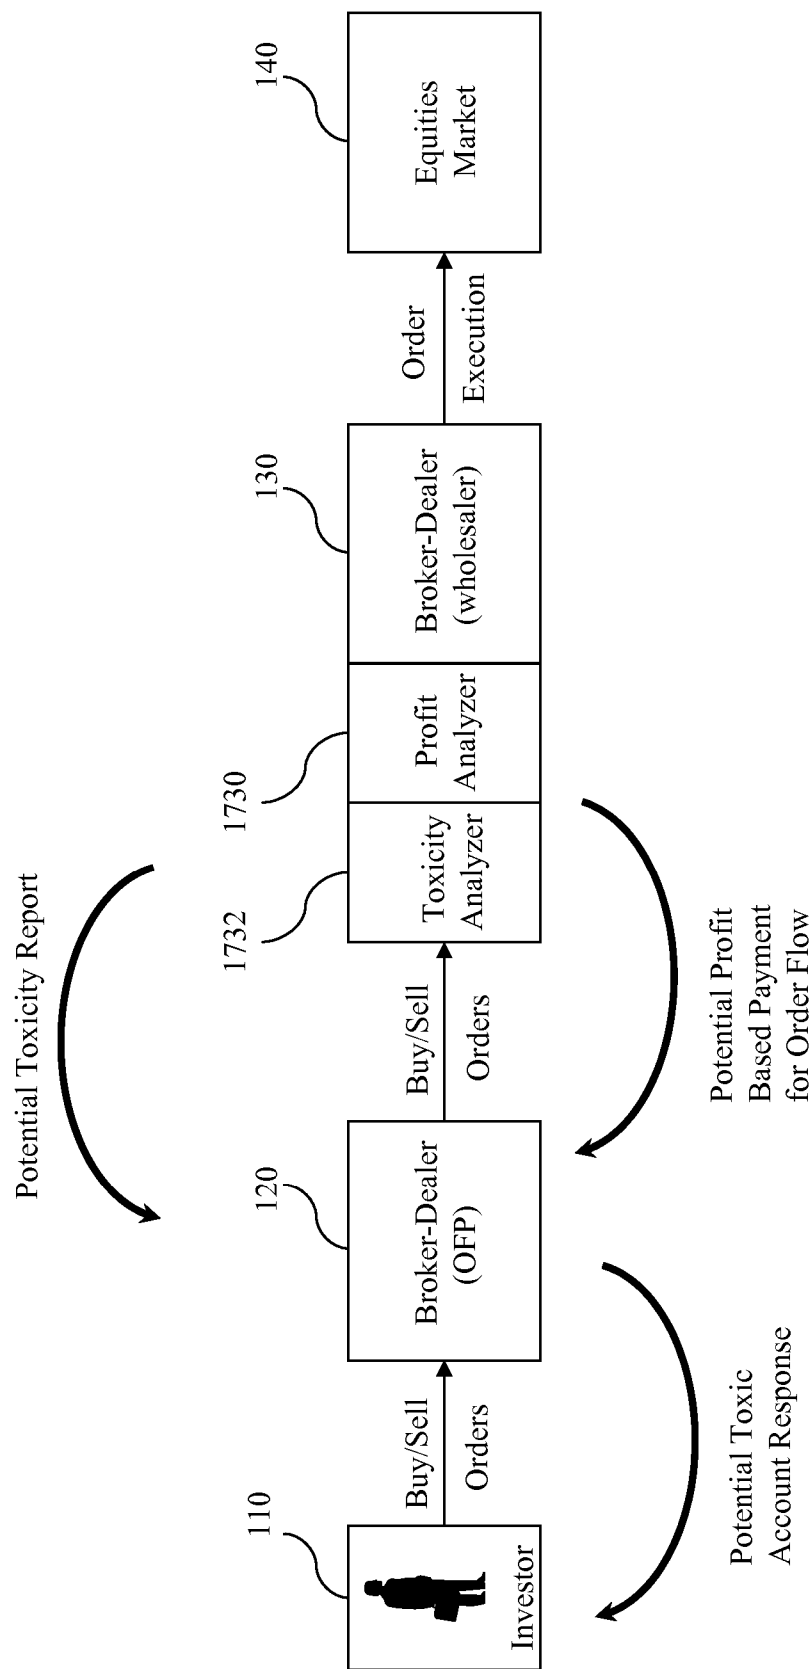 Potential Toxicity Report
110
120
1732
1730
130
140
Investor
Buy/Sell
Orders
Broker-Dealer
(OFP)
Buy/Sell
Orders
Toxicity
Analyzer
Profit
Analyzer
Broker-Dealer
(wholesaler)
Order
Execution
Equities
Market
Potential Toxic
Account Response
Potential Profit
Based Payment
for Order Flow